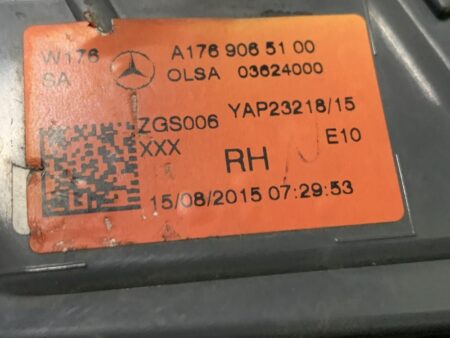 W176 A176 906 51 00
SA OLSA 03624000
ZGS006 YAP23218/15
XXX RH E10
15/08/2015 07:29:53